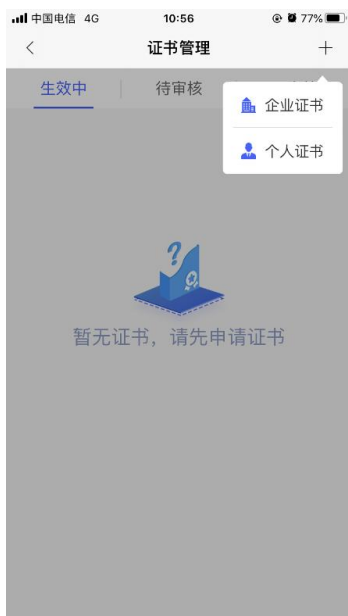 中国电信 4G 10:56 77%
证书管理
生效中 待审核
企业证书
个人证书
暂无证书，请先申请证书